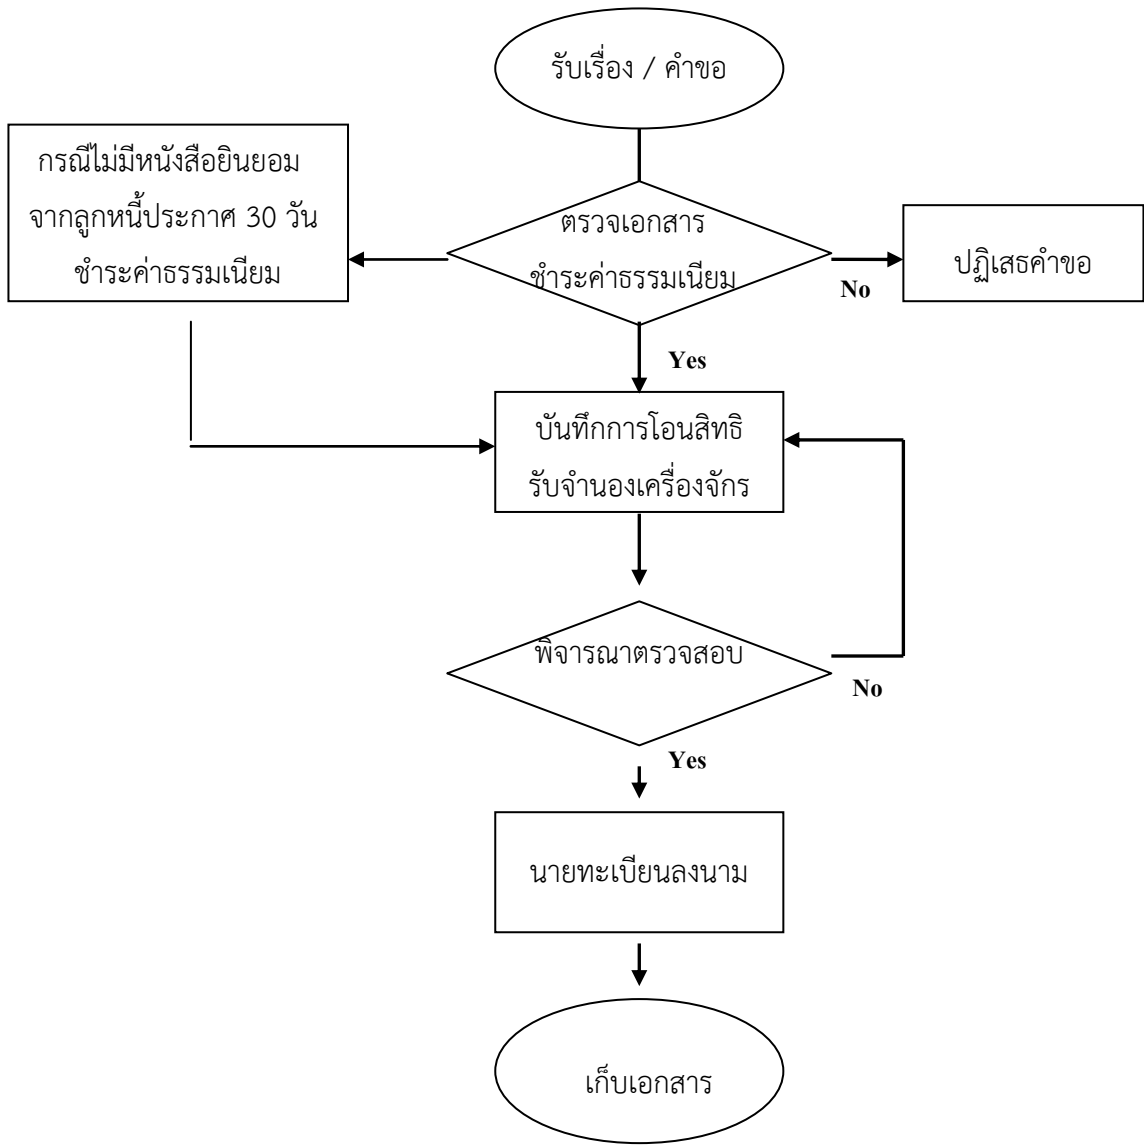 รับเรื่อง / คำขอ
กรณีไม่มีหนังสือยินยอม
จากลูกหนี้ประกาศ 30 วัน
ชำระค่าธรรมเนียม
ตรวจเอกสาร
ชำระค่าธรรมเนียม
No
ปฏิเสธคำขอ
Yes
บันทึกการโอนสิทธิ
รับจำนองเครื่องจักร
พิจารณาตรวจสอบ
No
Yes
นายทะเบียนลงนาม
เก็บเอกสาร